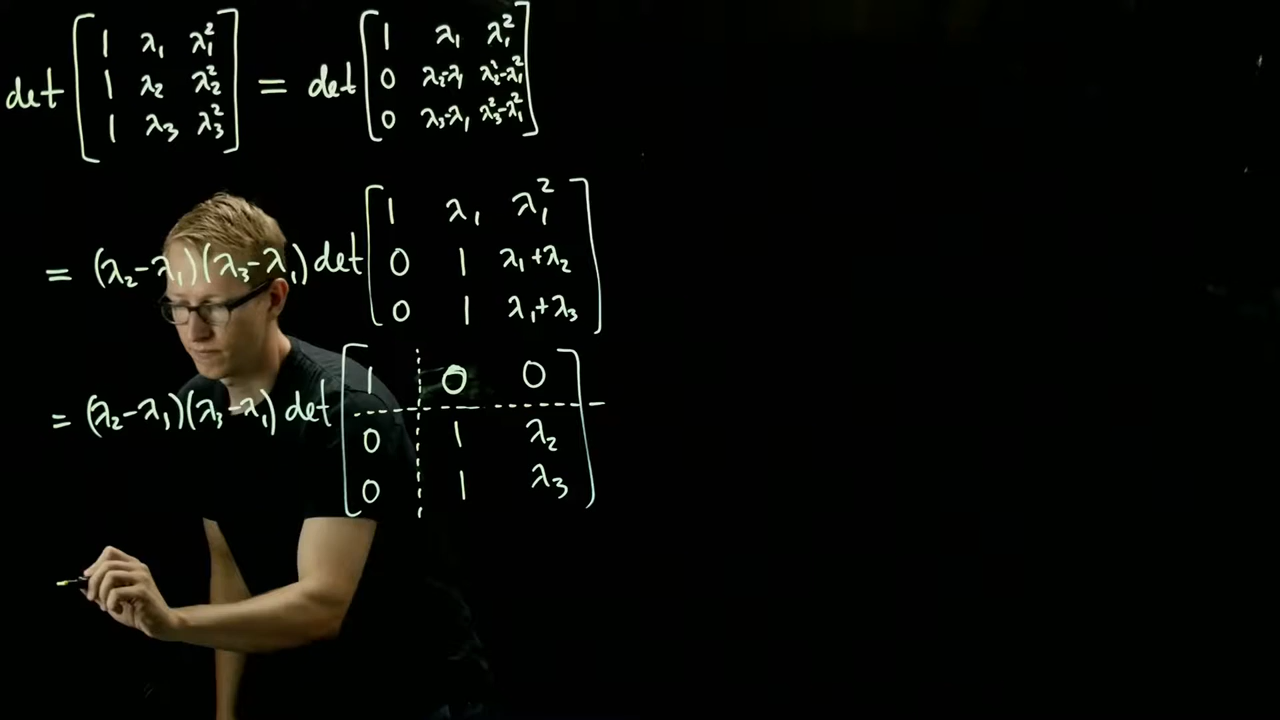 det [ 1 λ₁ λ₁² ; 1 λ₂ λ₂² ; 1 λ₃ λ₃² ] = det [ 1 λ₁ λ₁² ; 0 λ₂-λ₁ λ₂²-λ₁² ; 0 λ₃-λ₁ λ₃²-λ₁² ]
= (λ₂-λ₁)(λ₃-λ₁) det [ 1 λ₁ λ₁² ; 0 1 λ₁+λ₂ ; 0 1 λ₁+λ₃ ]
= (λ₂-λ₁)(λ₃-λ₁) det [ 1 0 0 ; 0 1 λ₂ ; 0 1 λ₃ ]